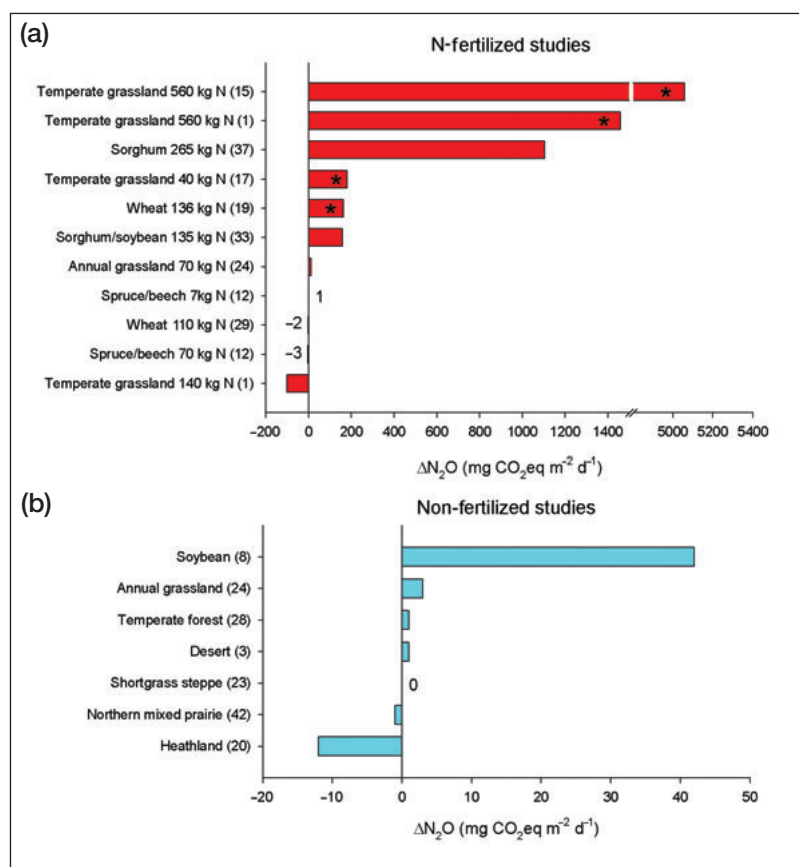 (a)
N-fertilized studies
Temperate grassland 560 kg N (15)
*
Temperate grassland 560 kg N (1)
*
Sorghum 265 kg N (37)
Temperate grassland 40 kg N (17)
*
Wheat 136 kg N (19)
*
Sorghum/soybean 135 kg N (33)
Annual grassland 70 kg N (24)
Spruce/beech 7kg N (12) 1
Wheat 110 kg N (29) −2
Spruce/beech 70 kg N (12) −3
Temperate grassland 140 kg N (1)
−200 0 200 400 600 800 1000 1200 1400 // 5000 5200 5400
ΔN₂O (mg CO₂eq m⁻² d⁻¹)
(b)
Non-fertilized studies
Soybean (8)
Annual grassland (24)
Temperate forest (28)
Desert (3)
Shortgrass steppe (23) 0
Northern mixed prairie (42)
Heathland (20)
−20 −10 0 10 20 30 40 50
ΔN₂O (mg CO₂eq m⁻² d⁻¹)